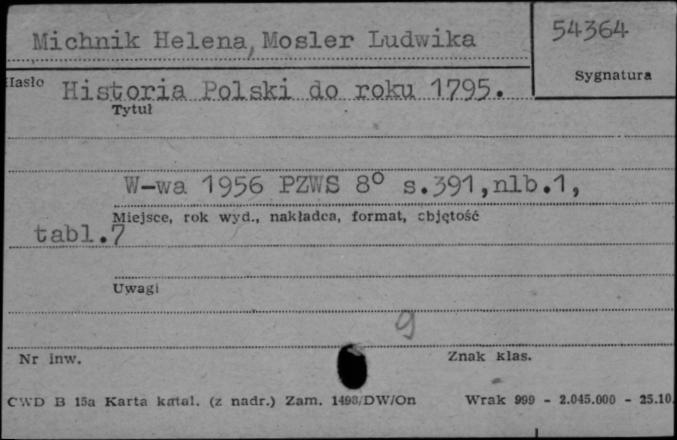 54364
Michnik Helena, Mosler Ludwika
Sygnatura
Hasło
Historia Polski do roku 1795.
Tytuł
W-wa 1956 PZWS 8° s.391,nlb.1,
Miejsce, rok wyd., nakładca, format, objętość
tabl.7
Uwagi
9
Nr inw.
Znak klas.
CWD B 15a Karta katal. (z nadr.) Zam. 1498/DW/On Wrak 999 - 2.045.000 - 25.10.